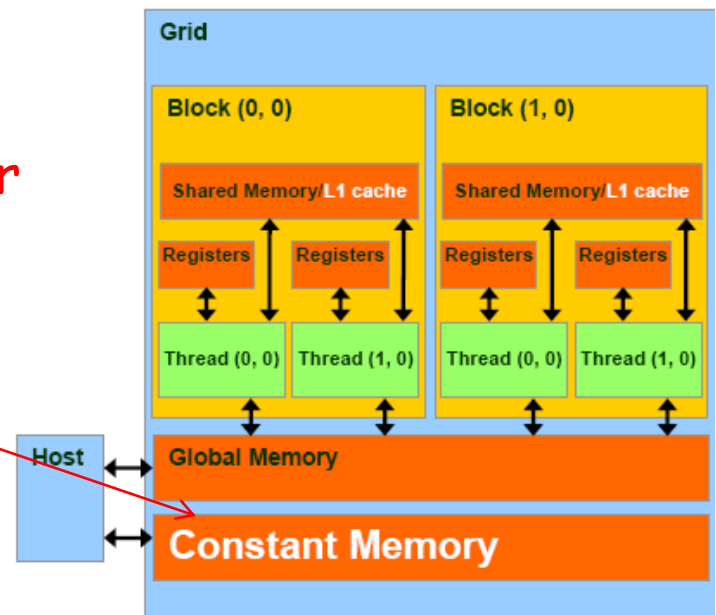 Grid
Block (0, 0)
Block (1, 0)
r
Shared Memory/L1 cache
Shared Memory/L1 cache
Registers
Registers
Registers
Registers
Thread (0, 0)
Thread (1, 0)
Thread (0, 0)
Thread (1, 0)
Host
Global Memory
Constant Memory